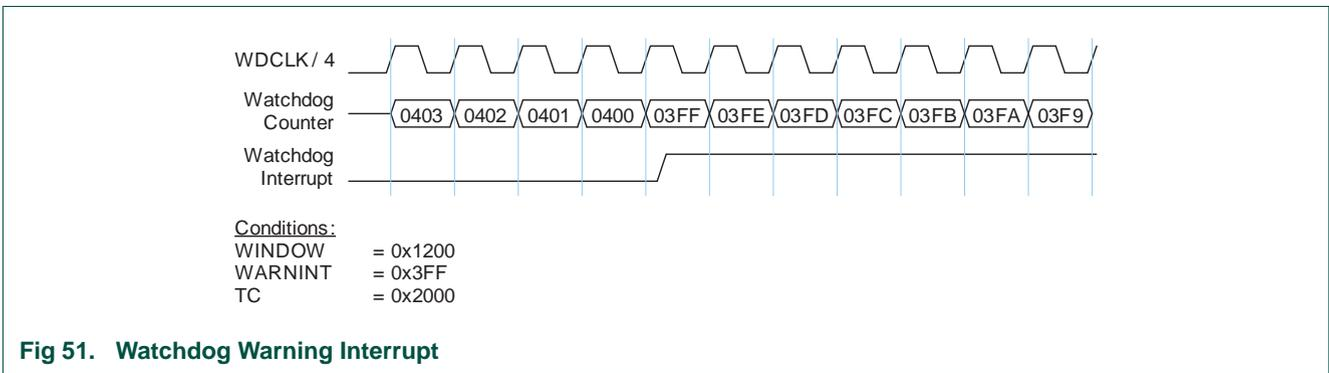 WDCLK / 4
Watchdog
Counter
0403 0402 0401 0400 03FF 03FE 03FD 03FC 03FB 03FA 03F9
Watchdog
Interrupt
Conditions:
WINDOW = 0x1200
WARNINT = 0x3FF
TC = 0x2000
Fig 51. Watchdog Warning Interrupt